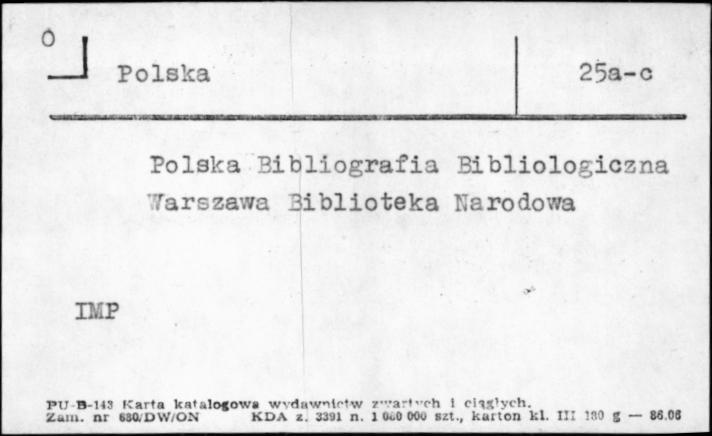 O
Polska 25a-c
Polska Bibliografia Bibliologiczna
Warszawa Biblioteka Narodowa
IMP
PU-B-143 Karta katalogowa wydawnictw zwartych i ciągłych.
Zam. nr 680/DW/ON KDA z. 3391 n. 1 000 000 szt., karton kl. III 180 g — 86.06